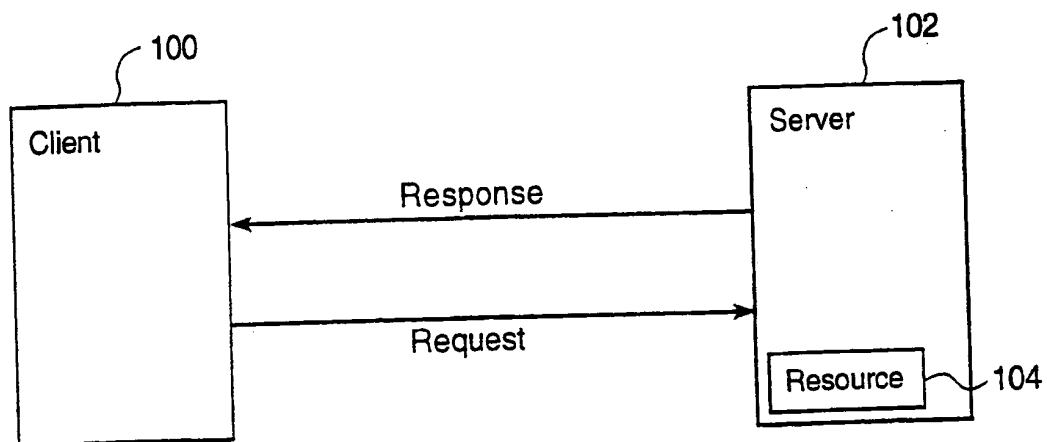 100
102
Client
Server
Response
Request
Resource
104